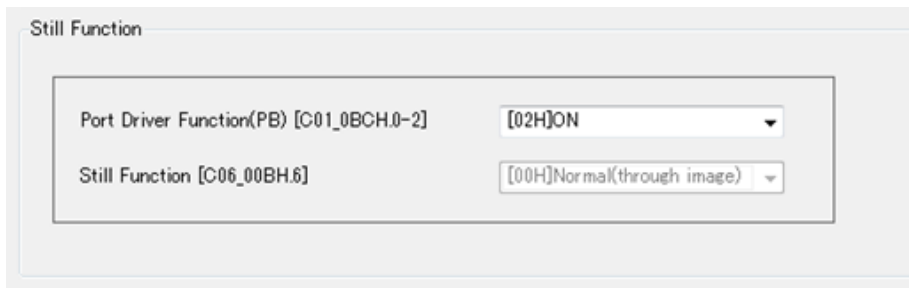 Still Function
Port Driver Function(PB) [C01_0BCH.0-2] [02H]ON
Still Function [C06_00BH.6] [00H]Normal(through image)